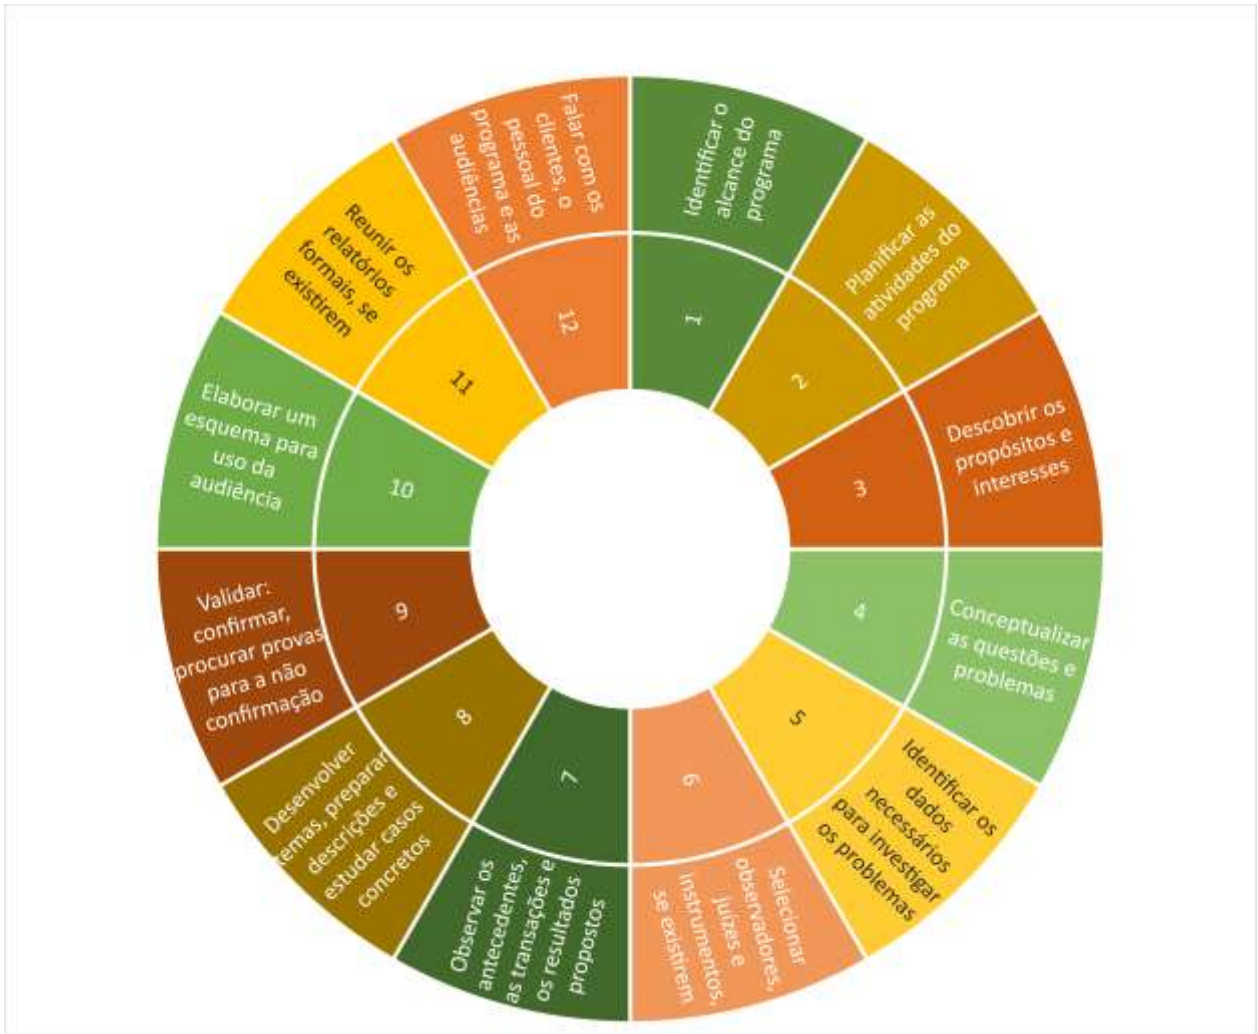 1
Identificar o
alcance do
programa
2
Planificar as
atividades do
programa
3
Descobrir os
propósitos e
interesses
4
Conceptualizar
as questões e
problemas
5
Identificar os
dados
necessários
para investigar
os problemas
6
Selecionar
observadores,
juízes e
instrumentos,
se existirem
7
Observar os
antecedentes,
as transações e
os resultados
propostos
8
Desenvolver
temas, preparar
descrições e
estudar casos
concretos
9
Validar:
confirmar,
procurar provas
para a não
confirmação
10
Elaborar um
esquema para
uso da
audiência
11
Reunir os
relatórios
formais, se
existirem
12
Falar com os
clientes, o
pessoal do
programa e as
audiências